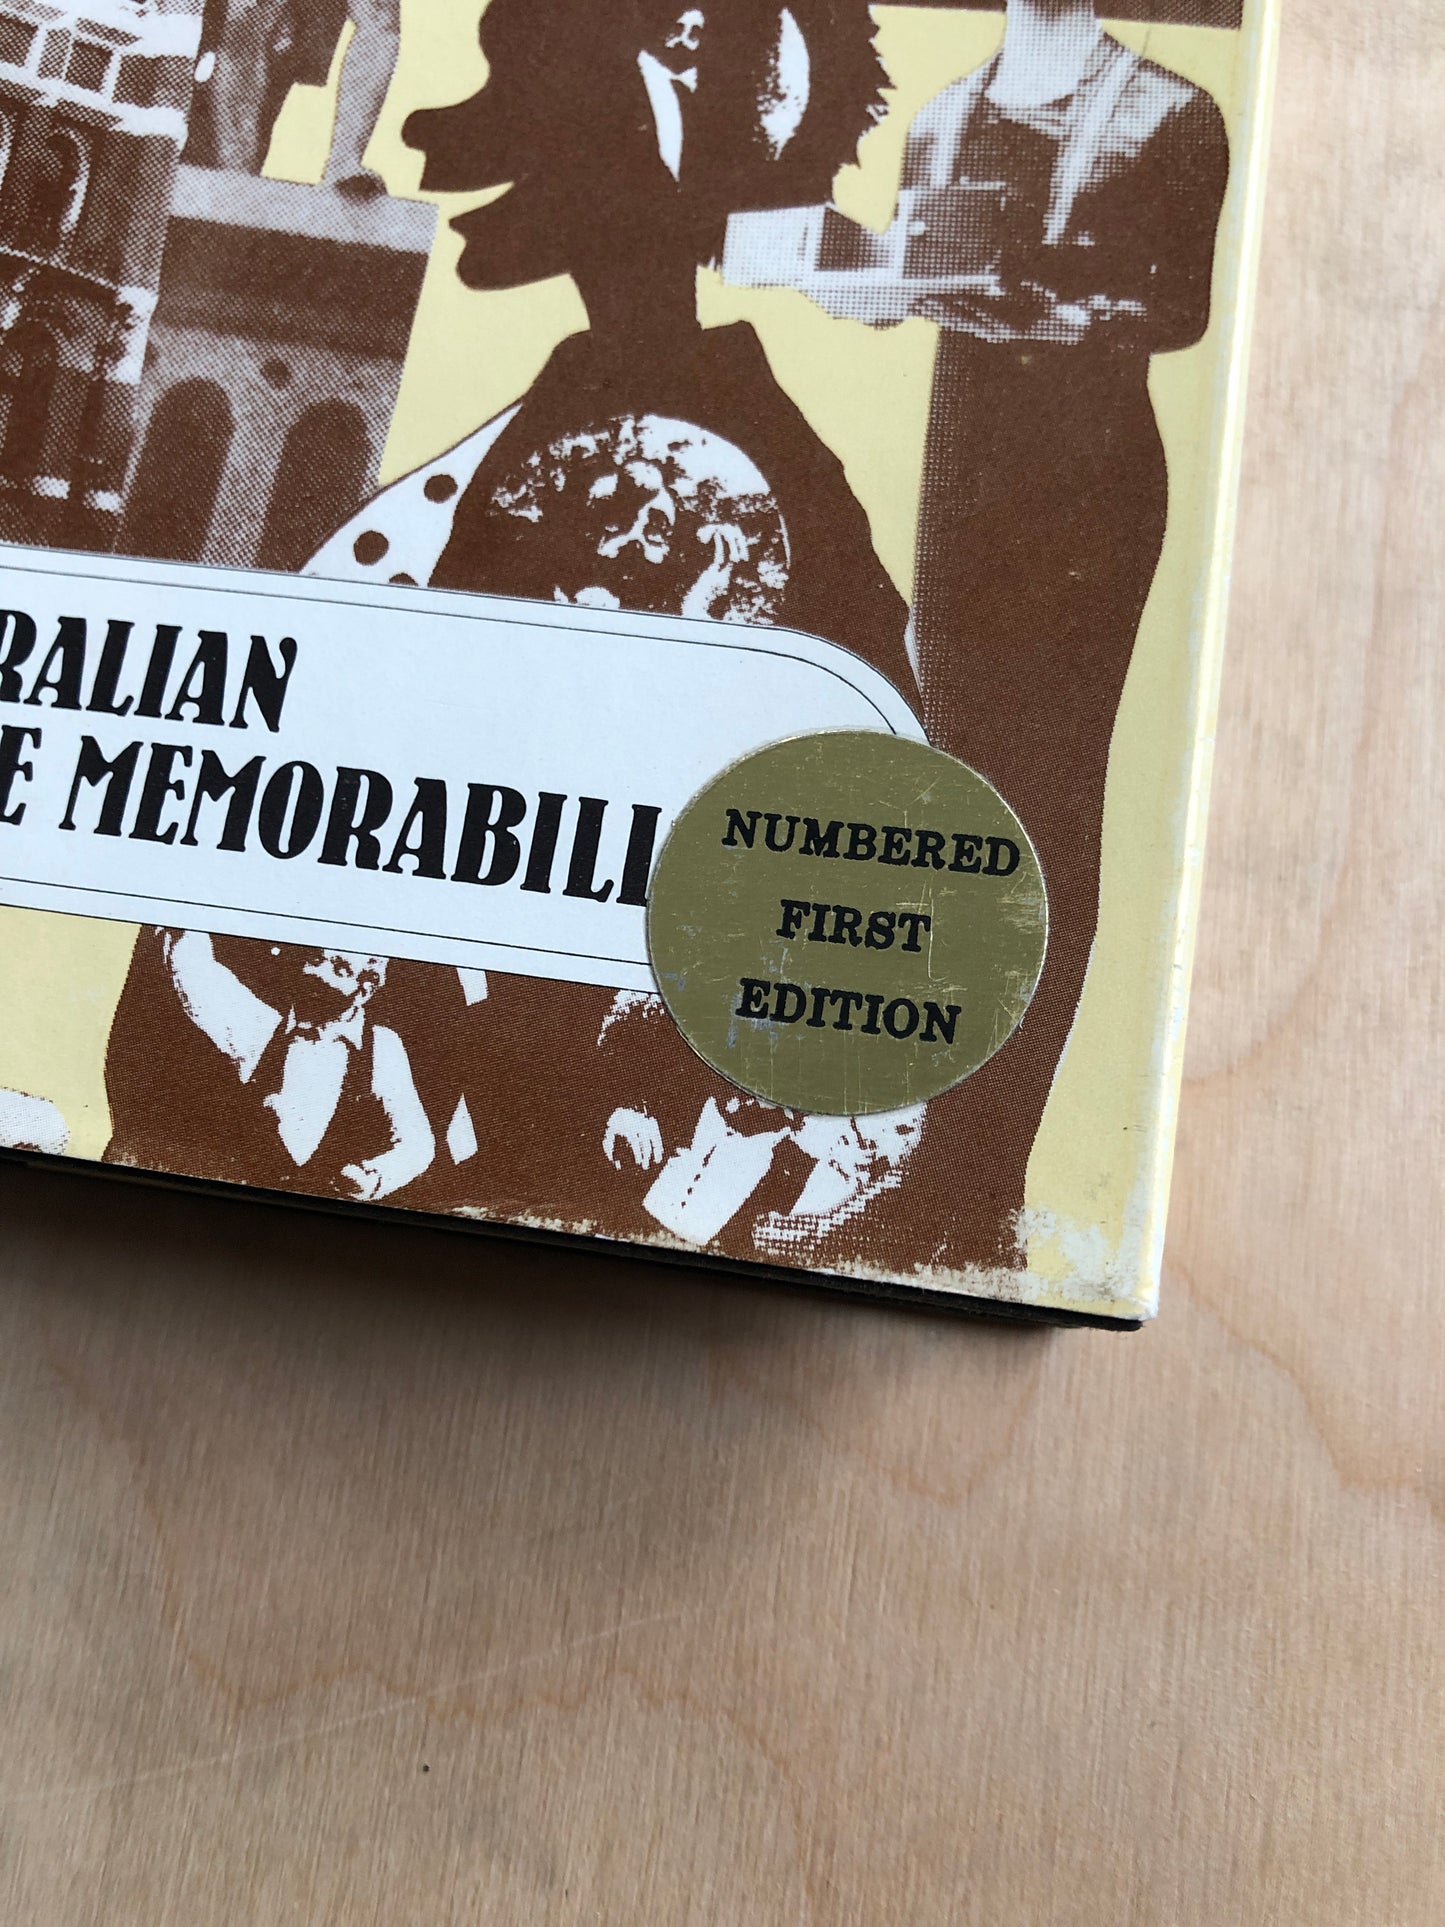 RALIAN
E MEMORABILI
NUMBERED
FIRST
EDITION